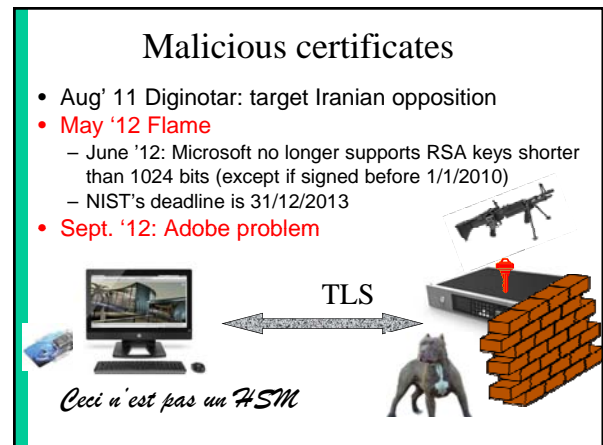 Malicious certificates
• Aug' 11 Diginotar: target Iranian opposition
• May '12 Flame
– June '12: Microsoft no longer supports RSA keys shorter
than 1024 bits (except if signed before 1/1/2010)
– NIST's deadline is 31/12/2013
• Sept. '12: Adobe problem
TLS
Ceci n'est pas un HSM